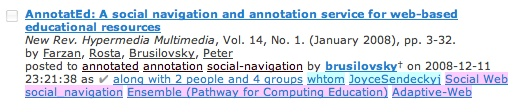 AnnotatEd: A social navigation and annotation service for web-based
educational resources
New Rev. Hypermedia Multimedia, Vol. 14, No. 1. (January 2008), pp. 3-32.
by Farzan, Rosta, Brusilovsky, Peter
posted to annotated annotation social-navigation by brusilovsky† on 2008-12-11
23:21:38 as ✔ along with 2 people and 4 groups whtom JoyceSendeckyj Social Web
social_navigation Ensemble (Pathway for Computing Education) Adaptive-Web